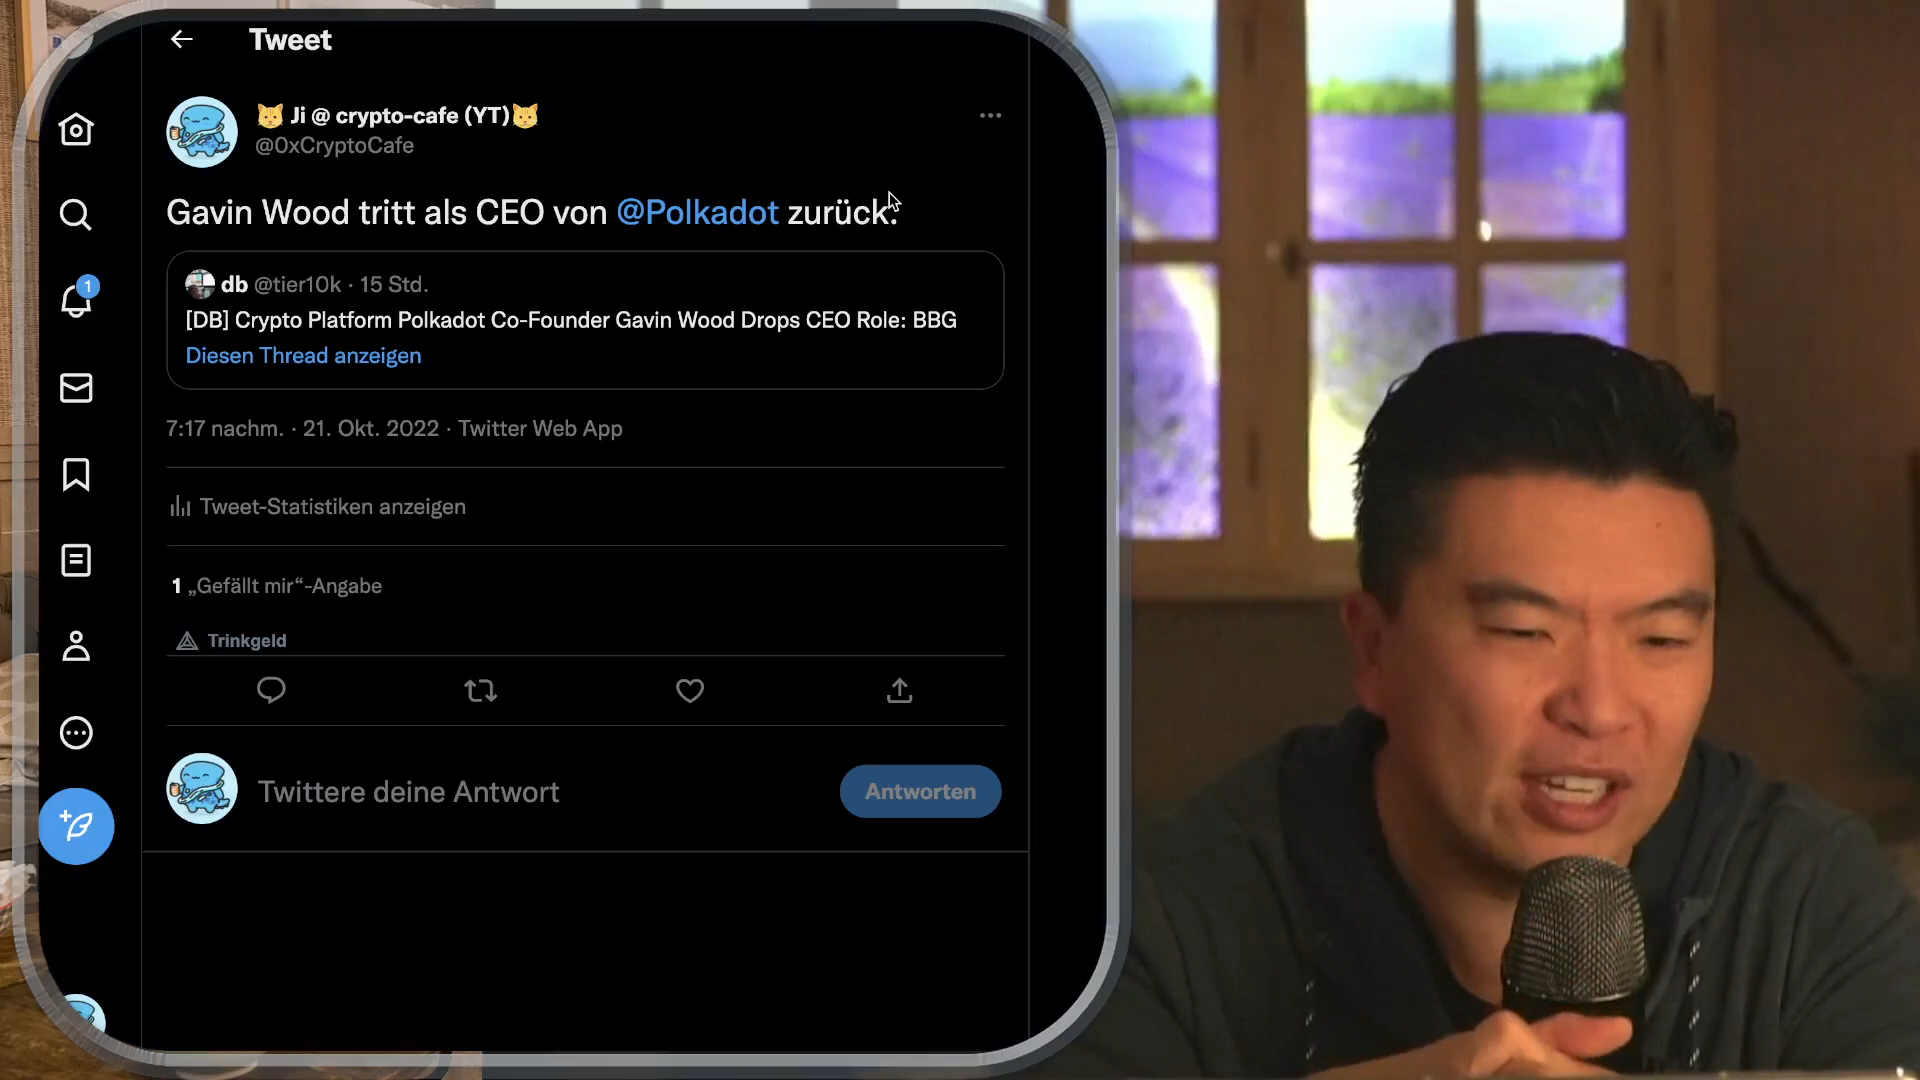 Tweet
🐱 Ji @ crypto-cafe (YT)🐱
@0xCryptoCafe
Gavin Wood tritt als CEO von @Polkadot zurück.
db @tier10k · 15 Std.
[DB] Crypto Platform Polkadot Co-Founder Gavin Wood Drops CEO Role: BBG
Diesen Thread anzeigen
7:17 nachm. · 21. Okt. 2022 · Twitter Web App
Tweet-Statistiken anzeigen
1 „Gefällt mir“-Angabe
Trinkgeld
Twittere deine Antwort
Antworten
1